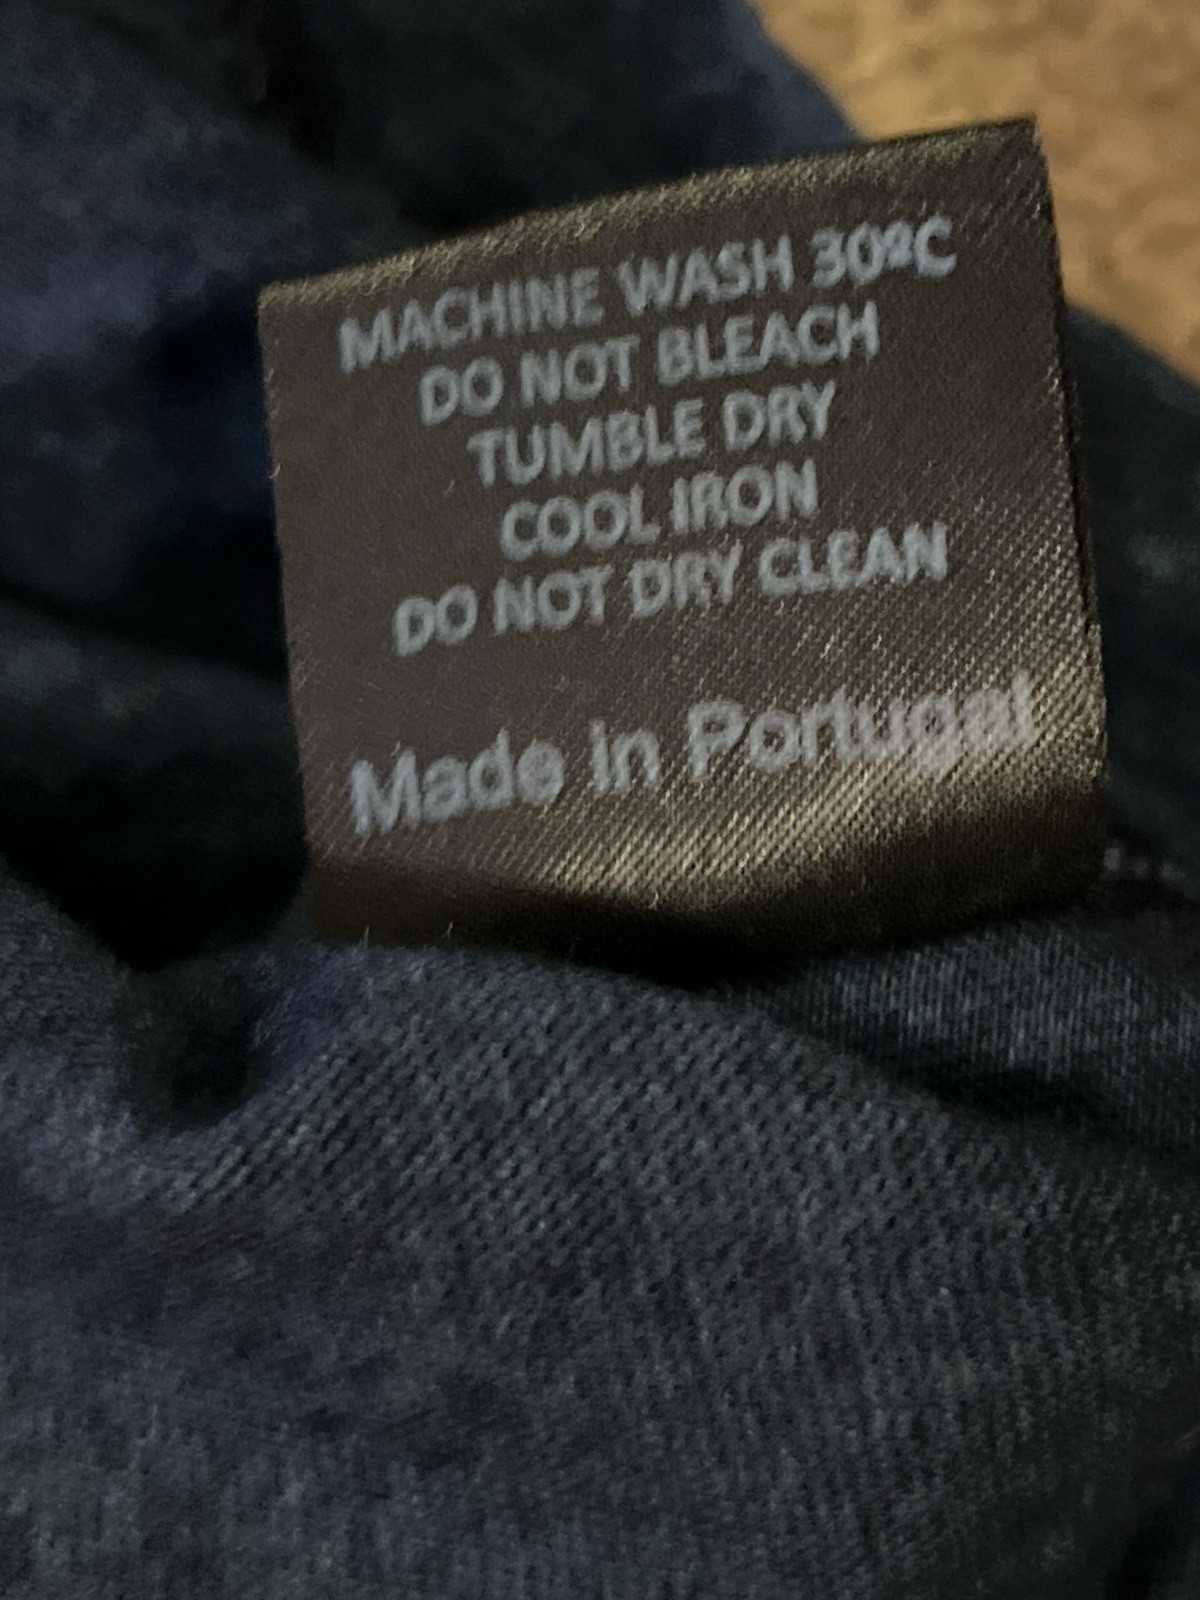 MACHINE WASH 30ºC
DO NOT BLEACH
TUMBLE DRY
COOL IRON
DO NOT DRY CLEAN
Made in Portugal